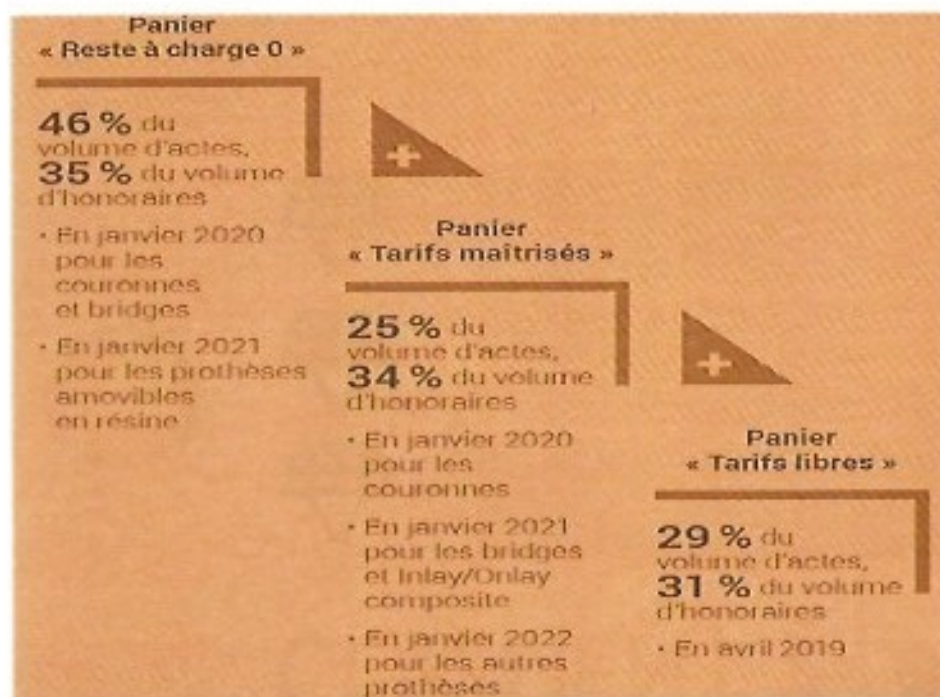 Panier
« Reste à charge 0 »
46 % du
volume d'actes,
35 % du volume
d'honoraires
• En janvier 2020
pour les
couronnes
et bridges
• En janvier 2021
pour les prothèses
amovibles
en résine
Panier
« Tarifs maîtrisés »
25 % du
volume d'actes,
34 % du volume
d'honoraires
• En janvier 2020
pour les
couronnes
• En janvier 2021
pour les bridges
et Inlay/Onlay
composite
• En janvier 2022
pour les autres
prothèses
Panier
« Tarifs libres »
29 % du
volume d'actes,
31 % du volume
d'honoraires
• En avril 2019